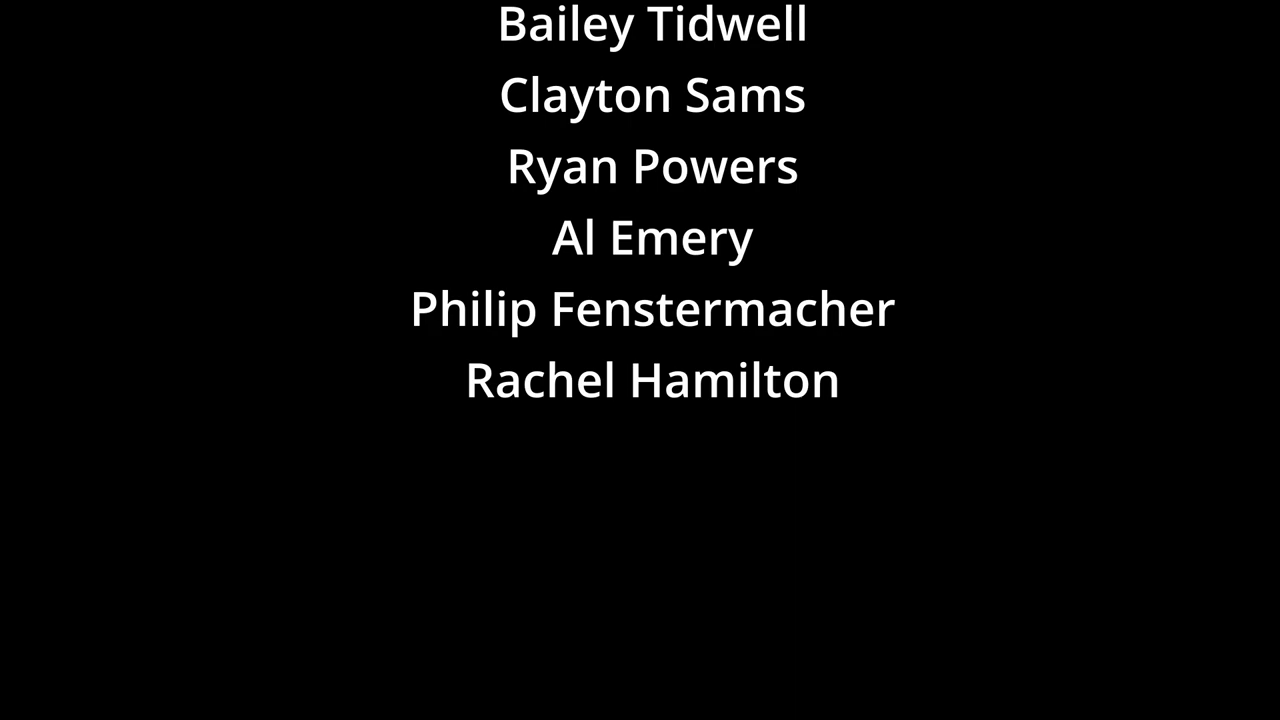 Bailey Tidwell
Clayton Sams
Ryan Powers
Al Emery
Philip Fenstermacher
Rachel Hamilton